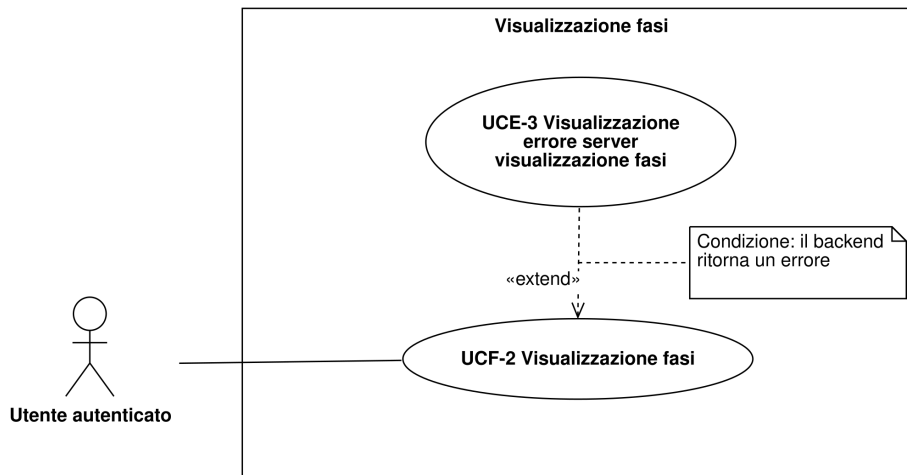 Visualizzazione fasi
UCE-3 Visualizzazione
errore server
visualizzazione fasi
Condizione: il backend
ritorna un errore
«extend»
UCF-2 Visualizzazione fasi
Utente autenticato